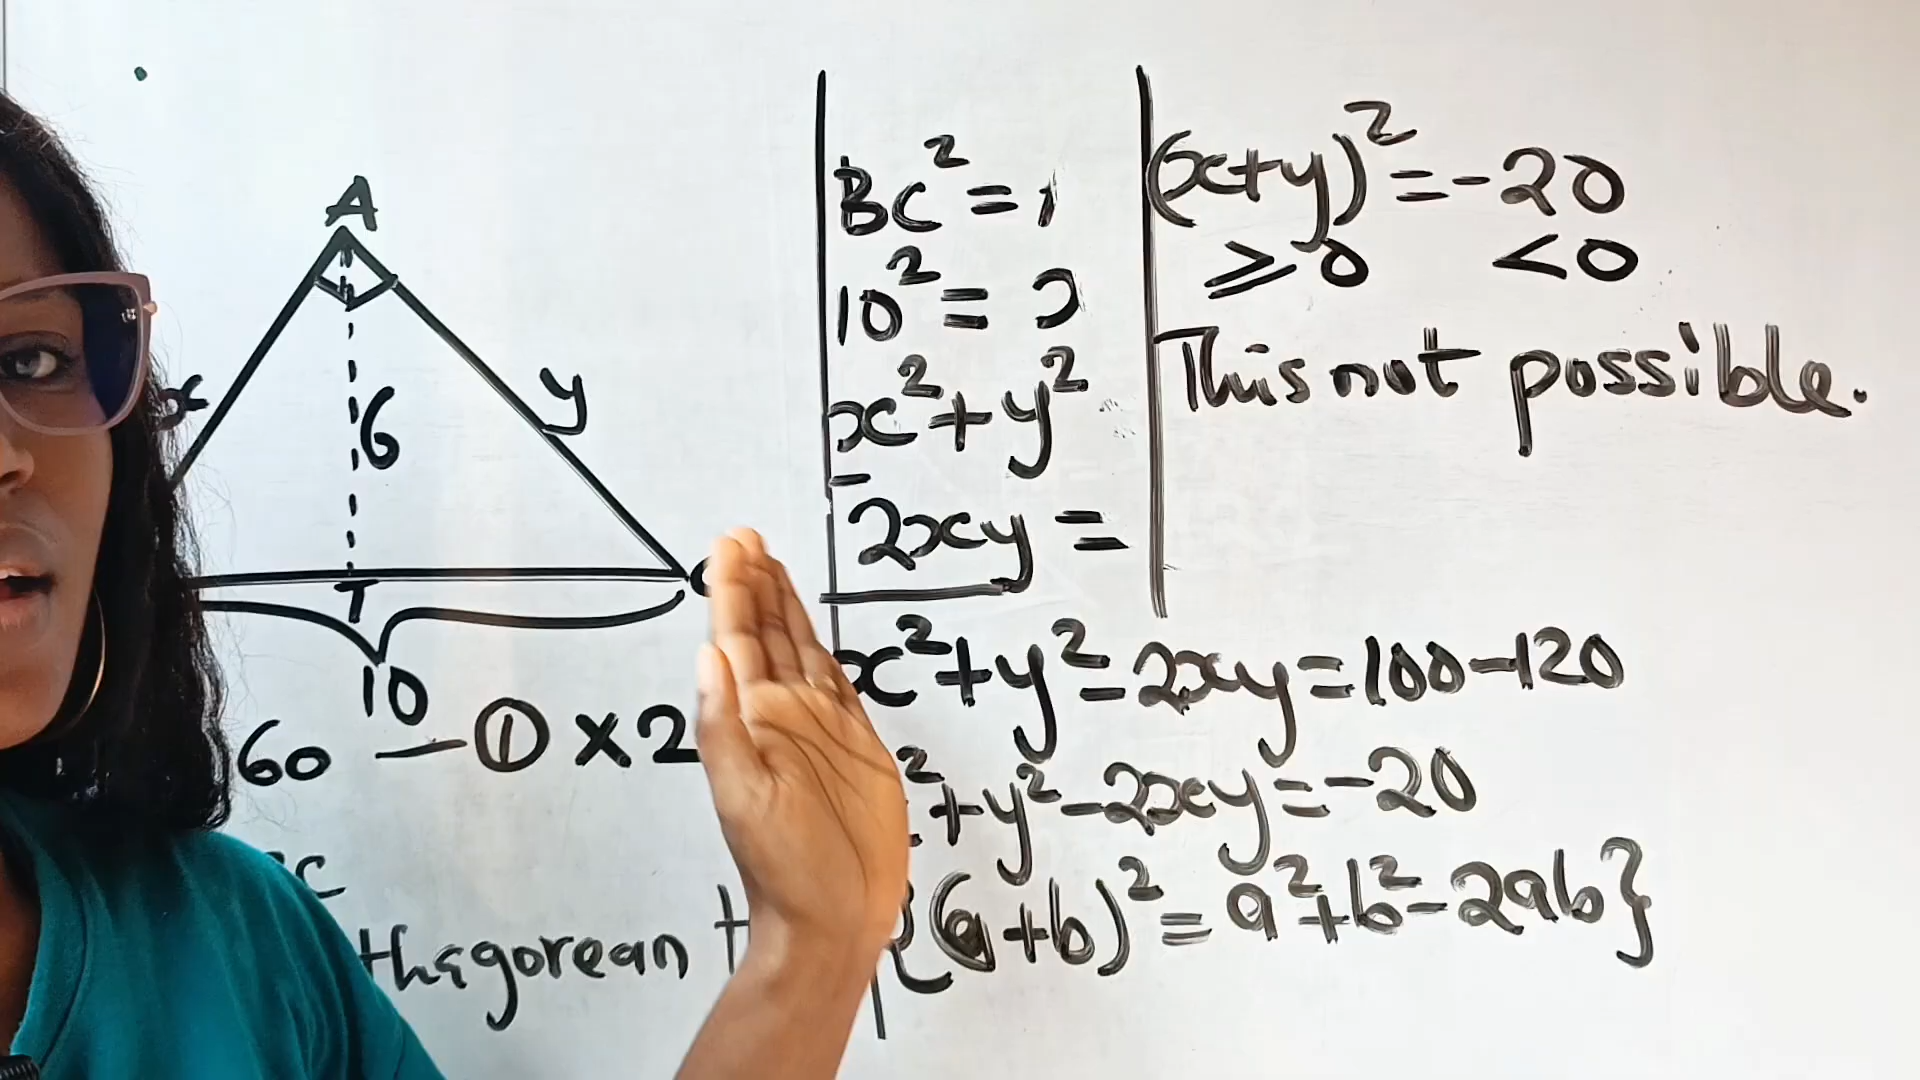 A
x
6
y
10
60 — ① × 2
BC² =
10² =
x² + y²
2xy =
(x+y)² = -20
≥0 <0
This not possible.
x²+y²-2xy=100-120
²+y²-2xy=-20
{(a+b)²=a²+b²-2ab}